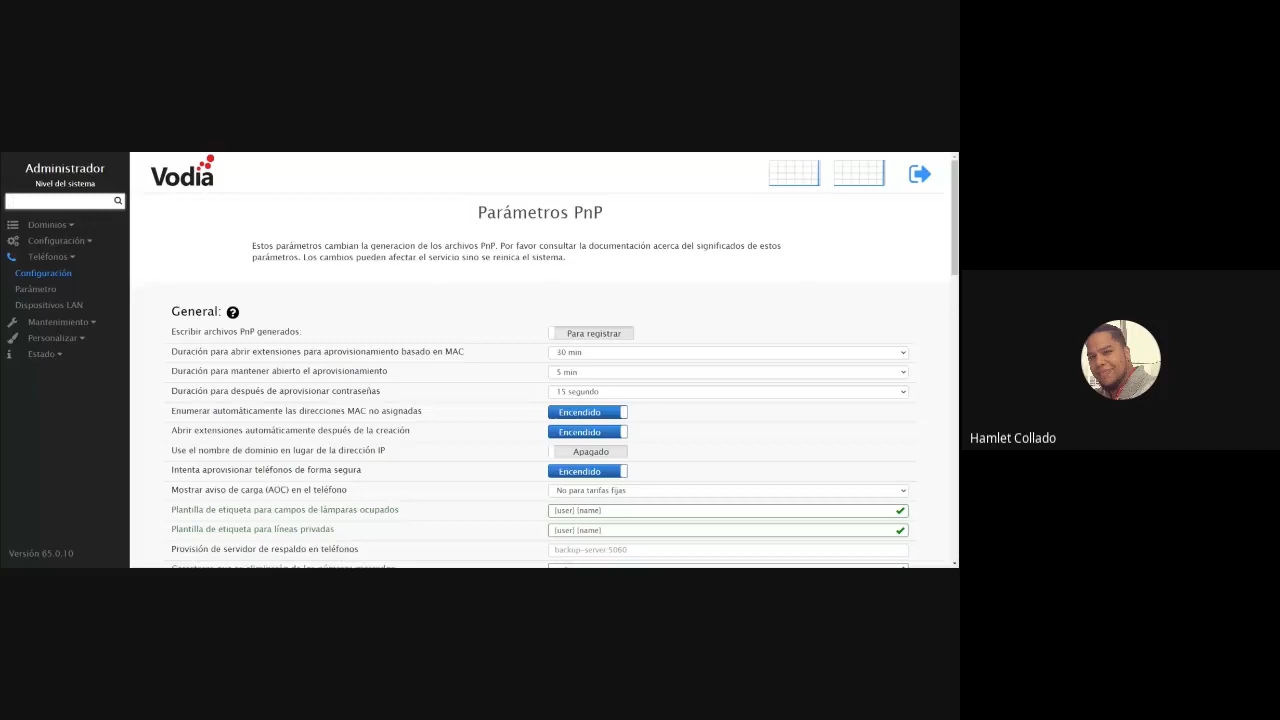 Administrador
Nivel del sistema
Dominios
Configuración
Teléfonos
Configuración
Parámetro
Dispositivos LAN
Mantenimiento
Personalizar
Estado
Versión 65.0.10
Vodia
Parámetros PnP
Estos parámetros cambian la generacion de los archivos PnP. Por favor consultar la documentación acerca del significados de estos
parámetros. Los cambios pueden afectar el servicio sino se reinica el sistema.
General: ?
Escribir archivos PnP generados: Para registrar
Duración para abrir extensiones para aprovisionamiento basado en MAC 30 min
Duración para mantener abierto el aprovisionamiento 5 min
Duración para después de aprovisionar contraseñas 15 segundo
Enumerar automáticamente las direcciones MAC no asignadas Encendido
Abrir extensiones automáticamente después de la creación Encendido
Use el nombre de dominio en lugar de la dirección IP Apagado
Intenta aprovisionar teléfonos de forma segura Encendido
Mostrar aviso de carga (AOC) en el teléfono No para tarifas fijas
Plantilla de etiqueta para campos de lámparas ocupados {user} {name}
Plantilla de etiqueta para líneas privadas {user} {name}
Provisión de servidor de respaldo en teléfonos backup-server:5060
Hamlet Collado